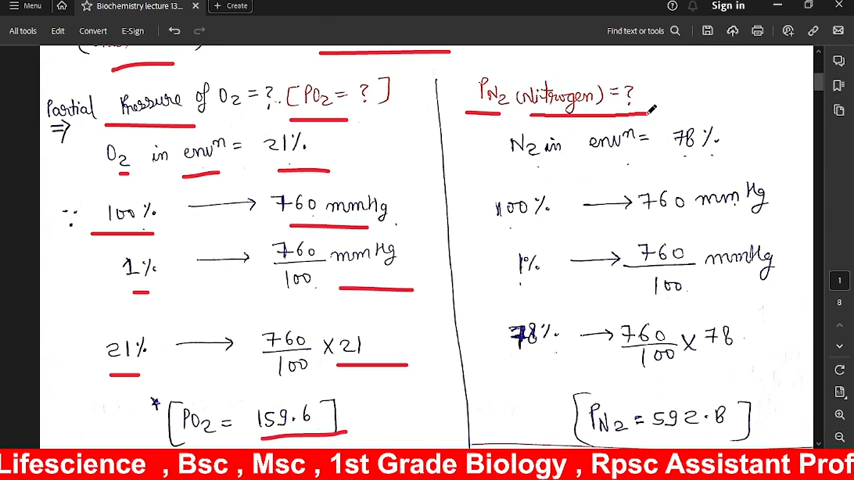 Menu
Biochemistry lecture 13...
+ Create
Sign in
All tools Edit Convert E-Sign
Find text or tools
Partial Pressure of O2 = ?. [PO2 = ?]
⇒
O2 in envn = 21%
∵ 100% → 760 mmHg
1% → 760/100 mmHg
21% → 760/100 × 21
* [PO2 = 159.6]
PN2 (Nitrogen) = ?
N2 in envn = 78%.
100% → 760 mmHg
1% → 760/100 mmHg
78% → 760/100 × 78
[PN2 = 592.8]
1
8
Lifescience , Bsc , Msc , 1st Grade Biology , Rpsc Assistant Prof